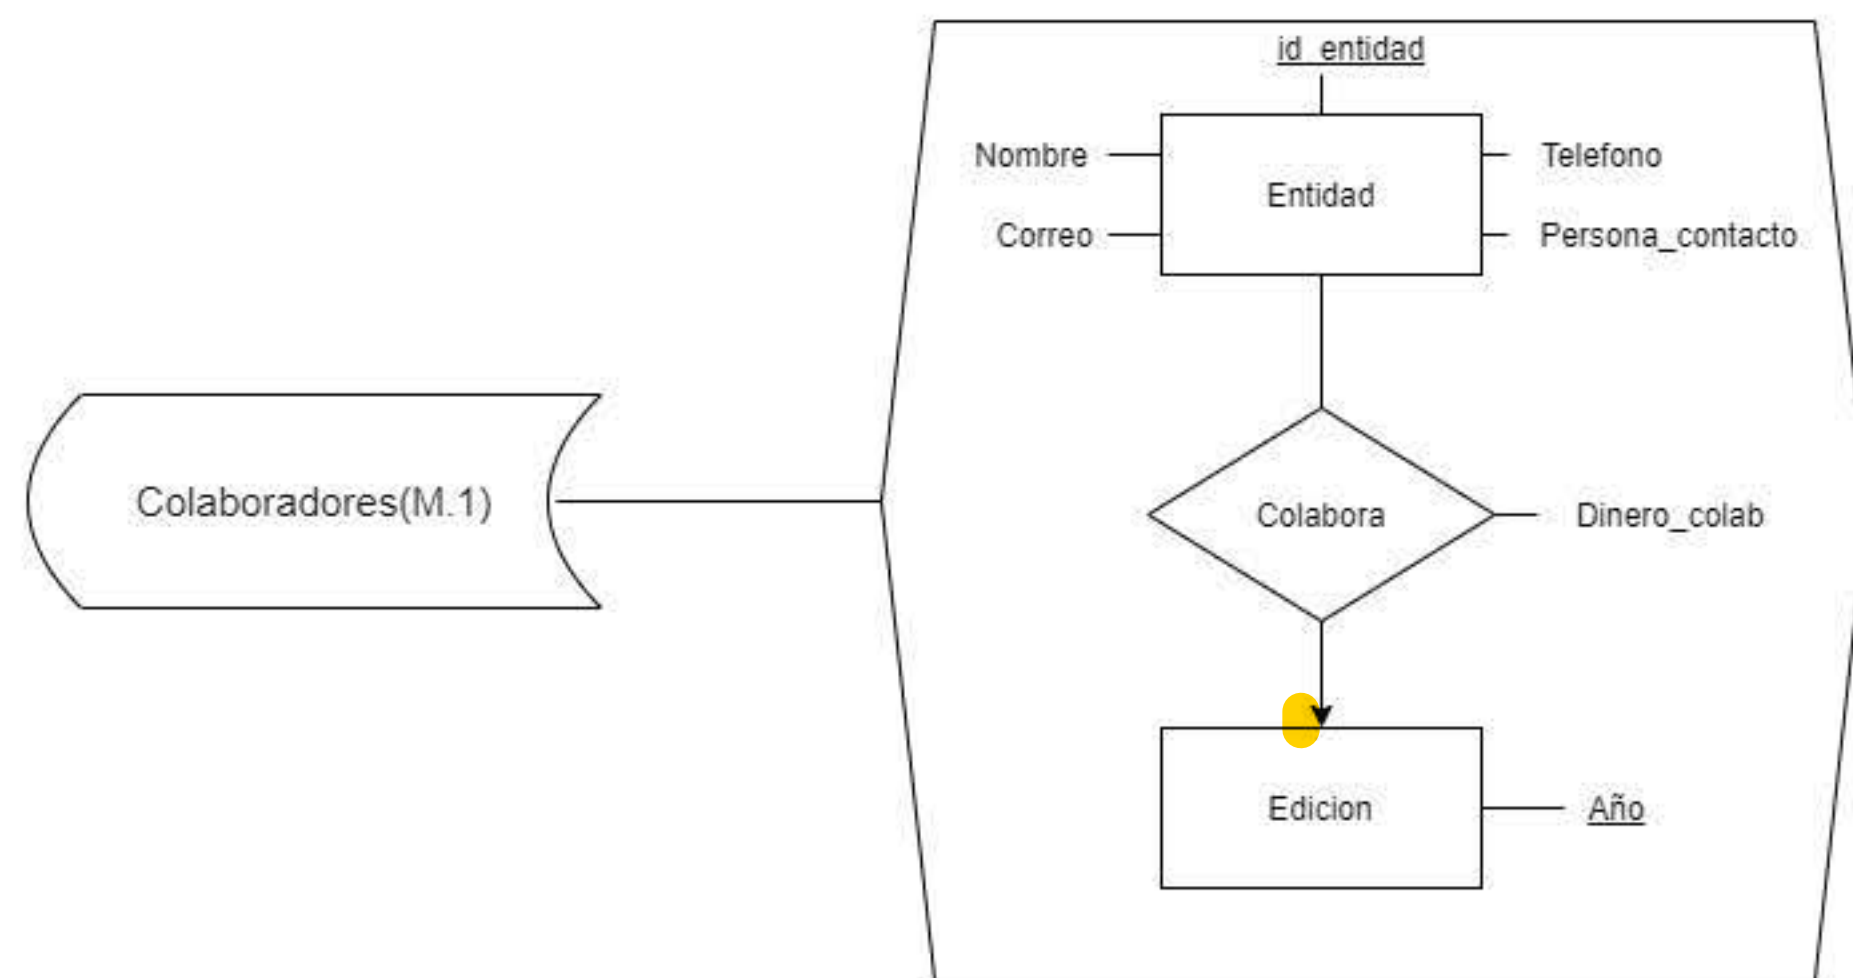 id_entidad
Nombre
Telefono
Entidad
Correo
Persona_contacto
Colaboradores(M.1)
Colabora
Dinero_colab
Edicion
Año